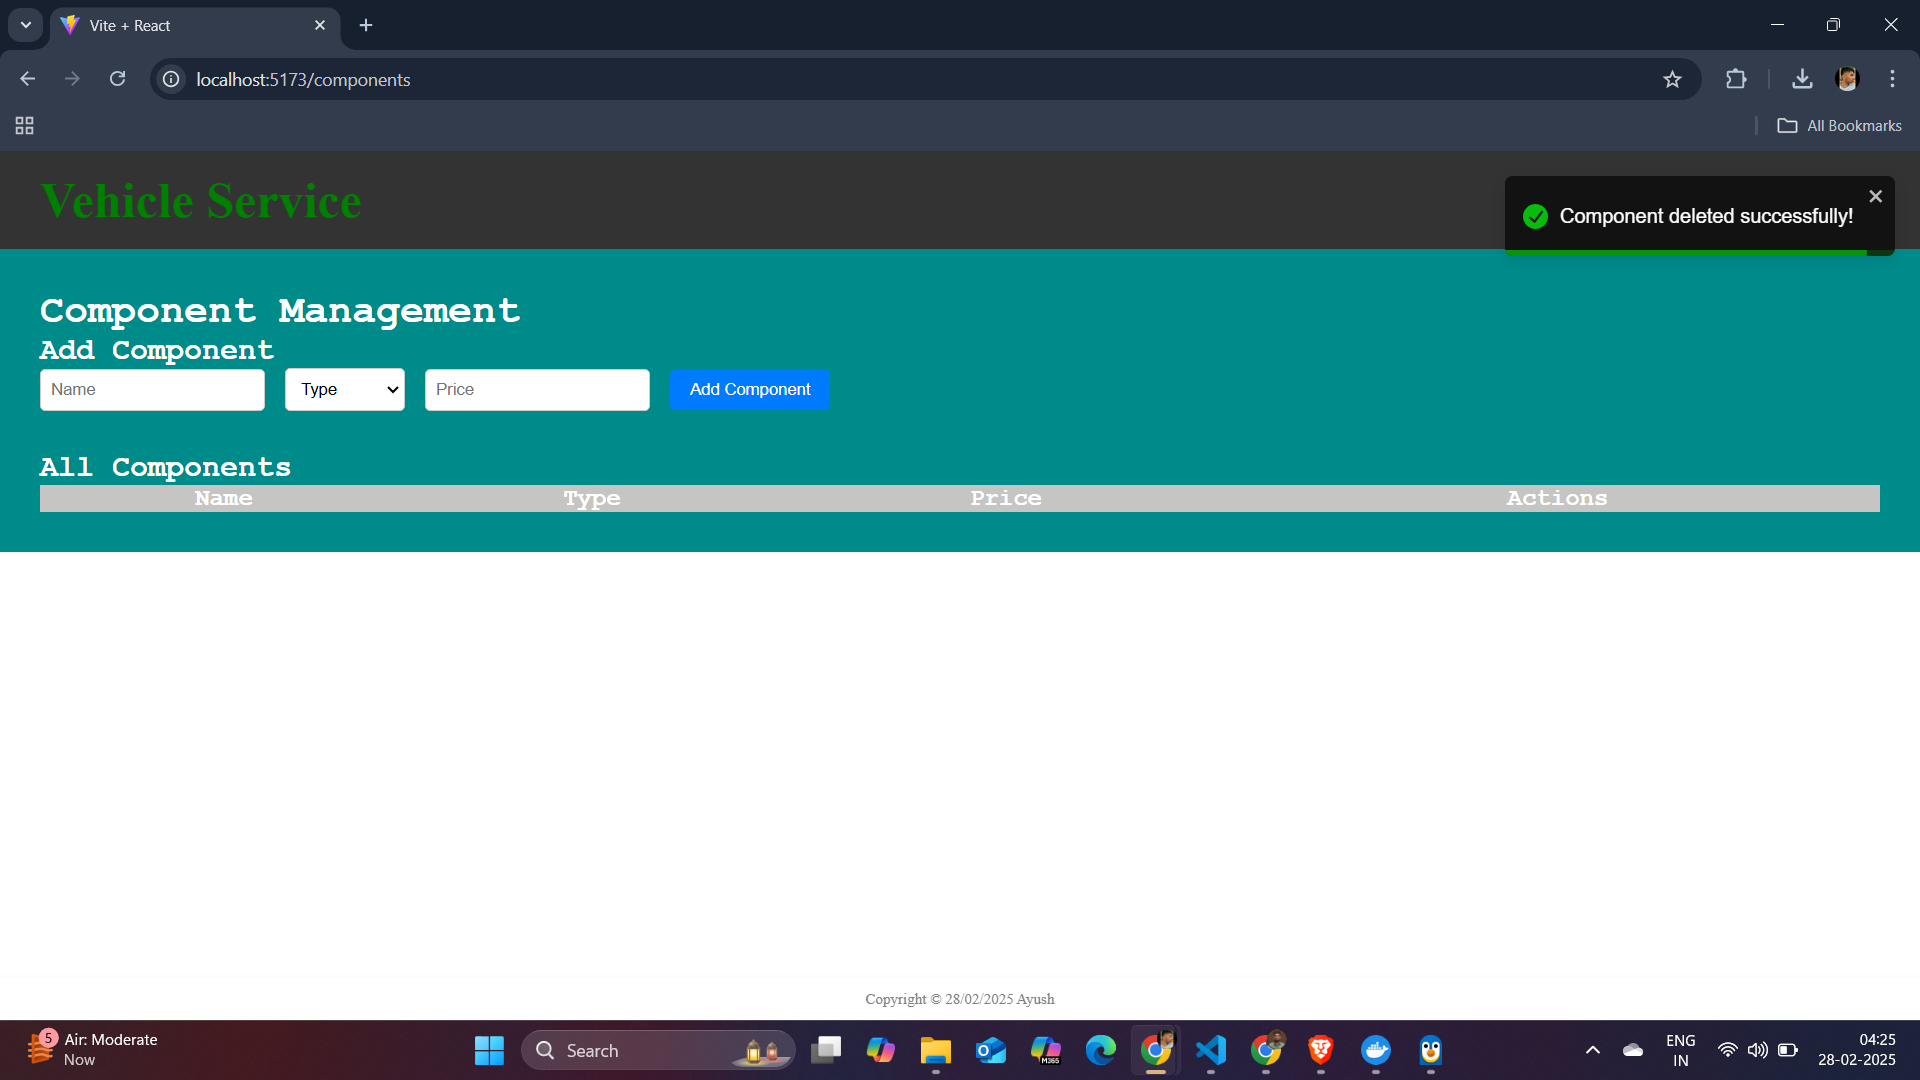 Vite + React
localhost:5173/components
All Bookmarks
Vehicle Service
Component deleted successfully!
Component Management
Add Component
Name Type Price Add Component
All Components
Name Type Price Actions
Copyright © 28/02/2025 Ayush
5
Air: Moderate
Now
Search
M365
ENG
IN
04:25
28-02-2025